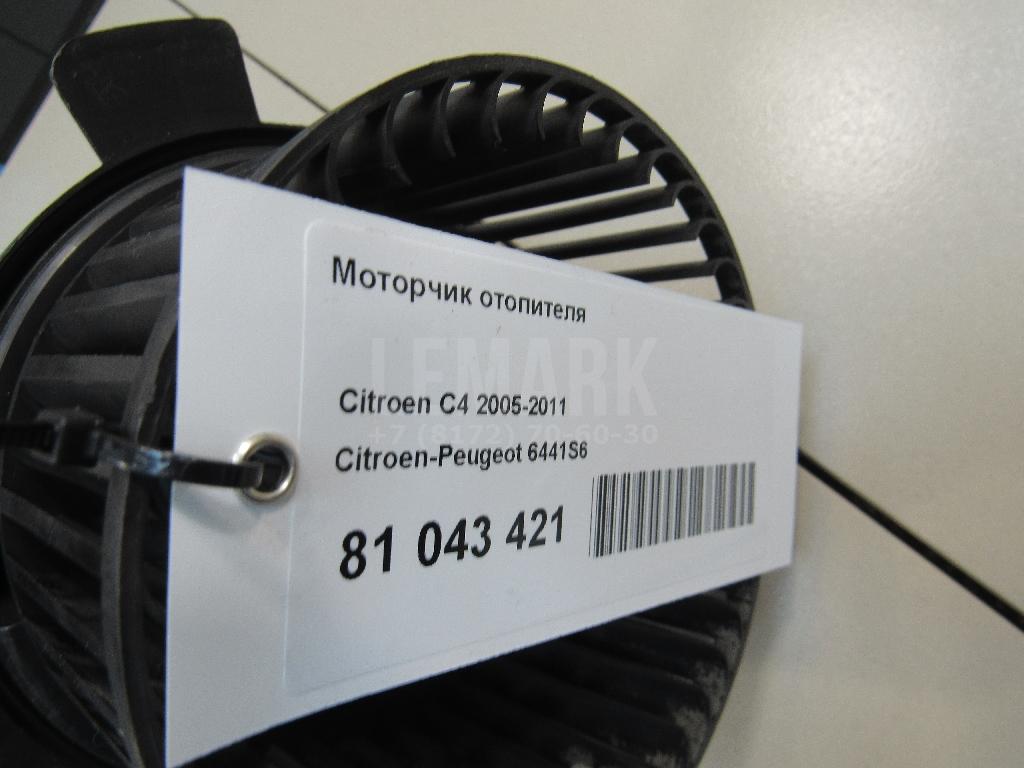 Моторчик отопителя
LEMARK
Citroen C4 2005-2011
+7 (8172) 70-60-30
Citroen-Peugeot 6441S6
81 043 421